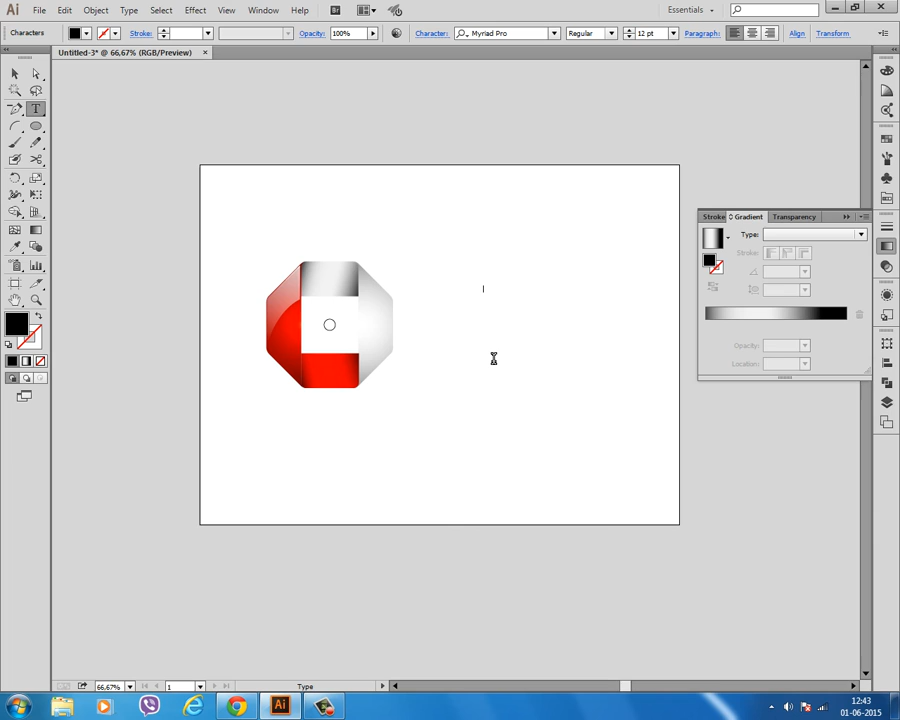 Ai File Edit Object Type Select Effect View Window Help Br Essentials
Characters Stroke: Opacity: 100% Character: Myriad Pro Regular 12 pt Paragraph: Align Transform
Untitled-3* @ 66,67% (RGB/Preview) ×
T
Stroke Gradient Transparency
Type:
Stroke:
Opacity:
Location:
66,67% 1 Type
Ai
12:43
01-06-2015